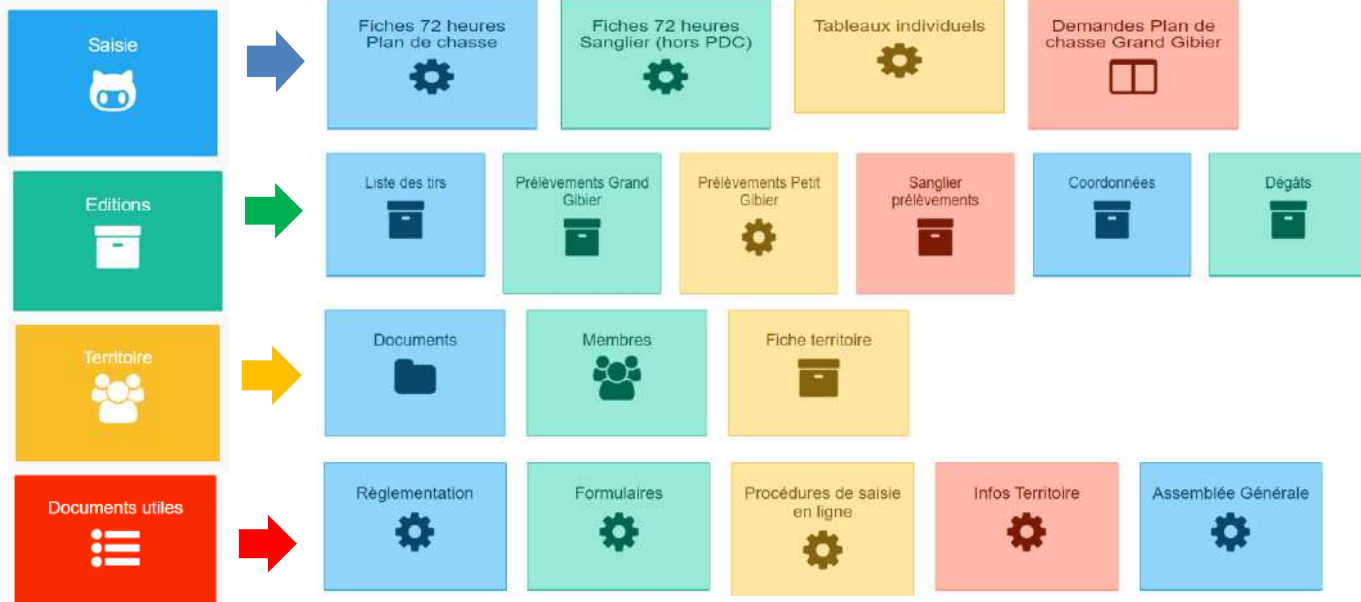 Saisie
Fiches 72 heures
Plan de chasse
Fiches 72 heures
Sanglier (hors PDC)
Tableaux individuels
Demandes Plan de
chasse Grand Gibier
Editions
Liste des tirs
Prélèvements Grand
Gibier
Prélèvements Petit
Gibier
Sanglier
prélèvements
Coordonnées
Dégâts
Territoire
Documents
Membres
Fiche territoire
Documents utiles
Règlementation
Formulaires
Procédures de saisie
en ligne
Infos Territoire
Assemblée Générale